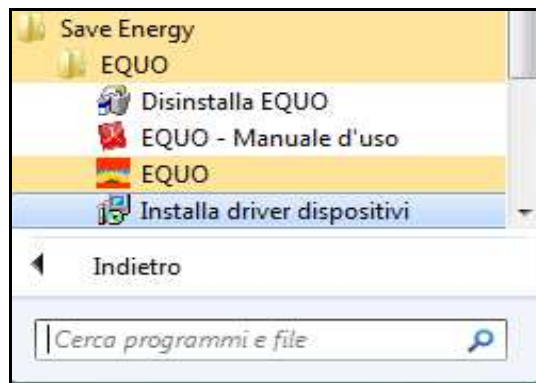 Save Energy
EQUO
Disinstalla EQUO
EQUO - Manuale d'uso
EQUO
Installa driver dispositivi
Indietro
Cerca programmi e file